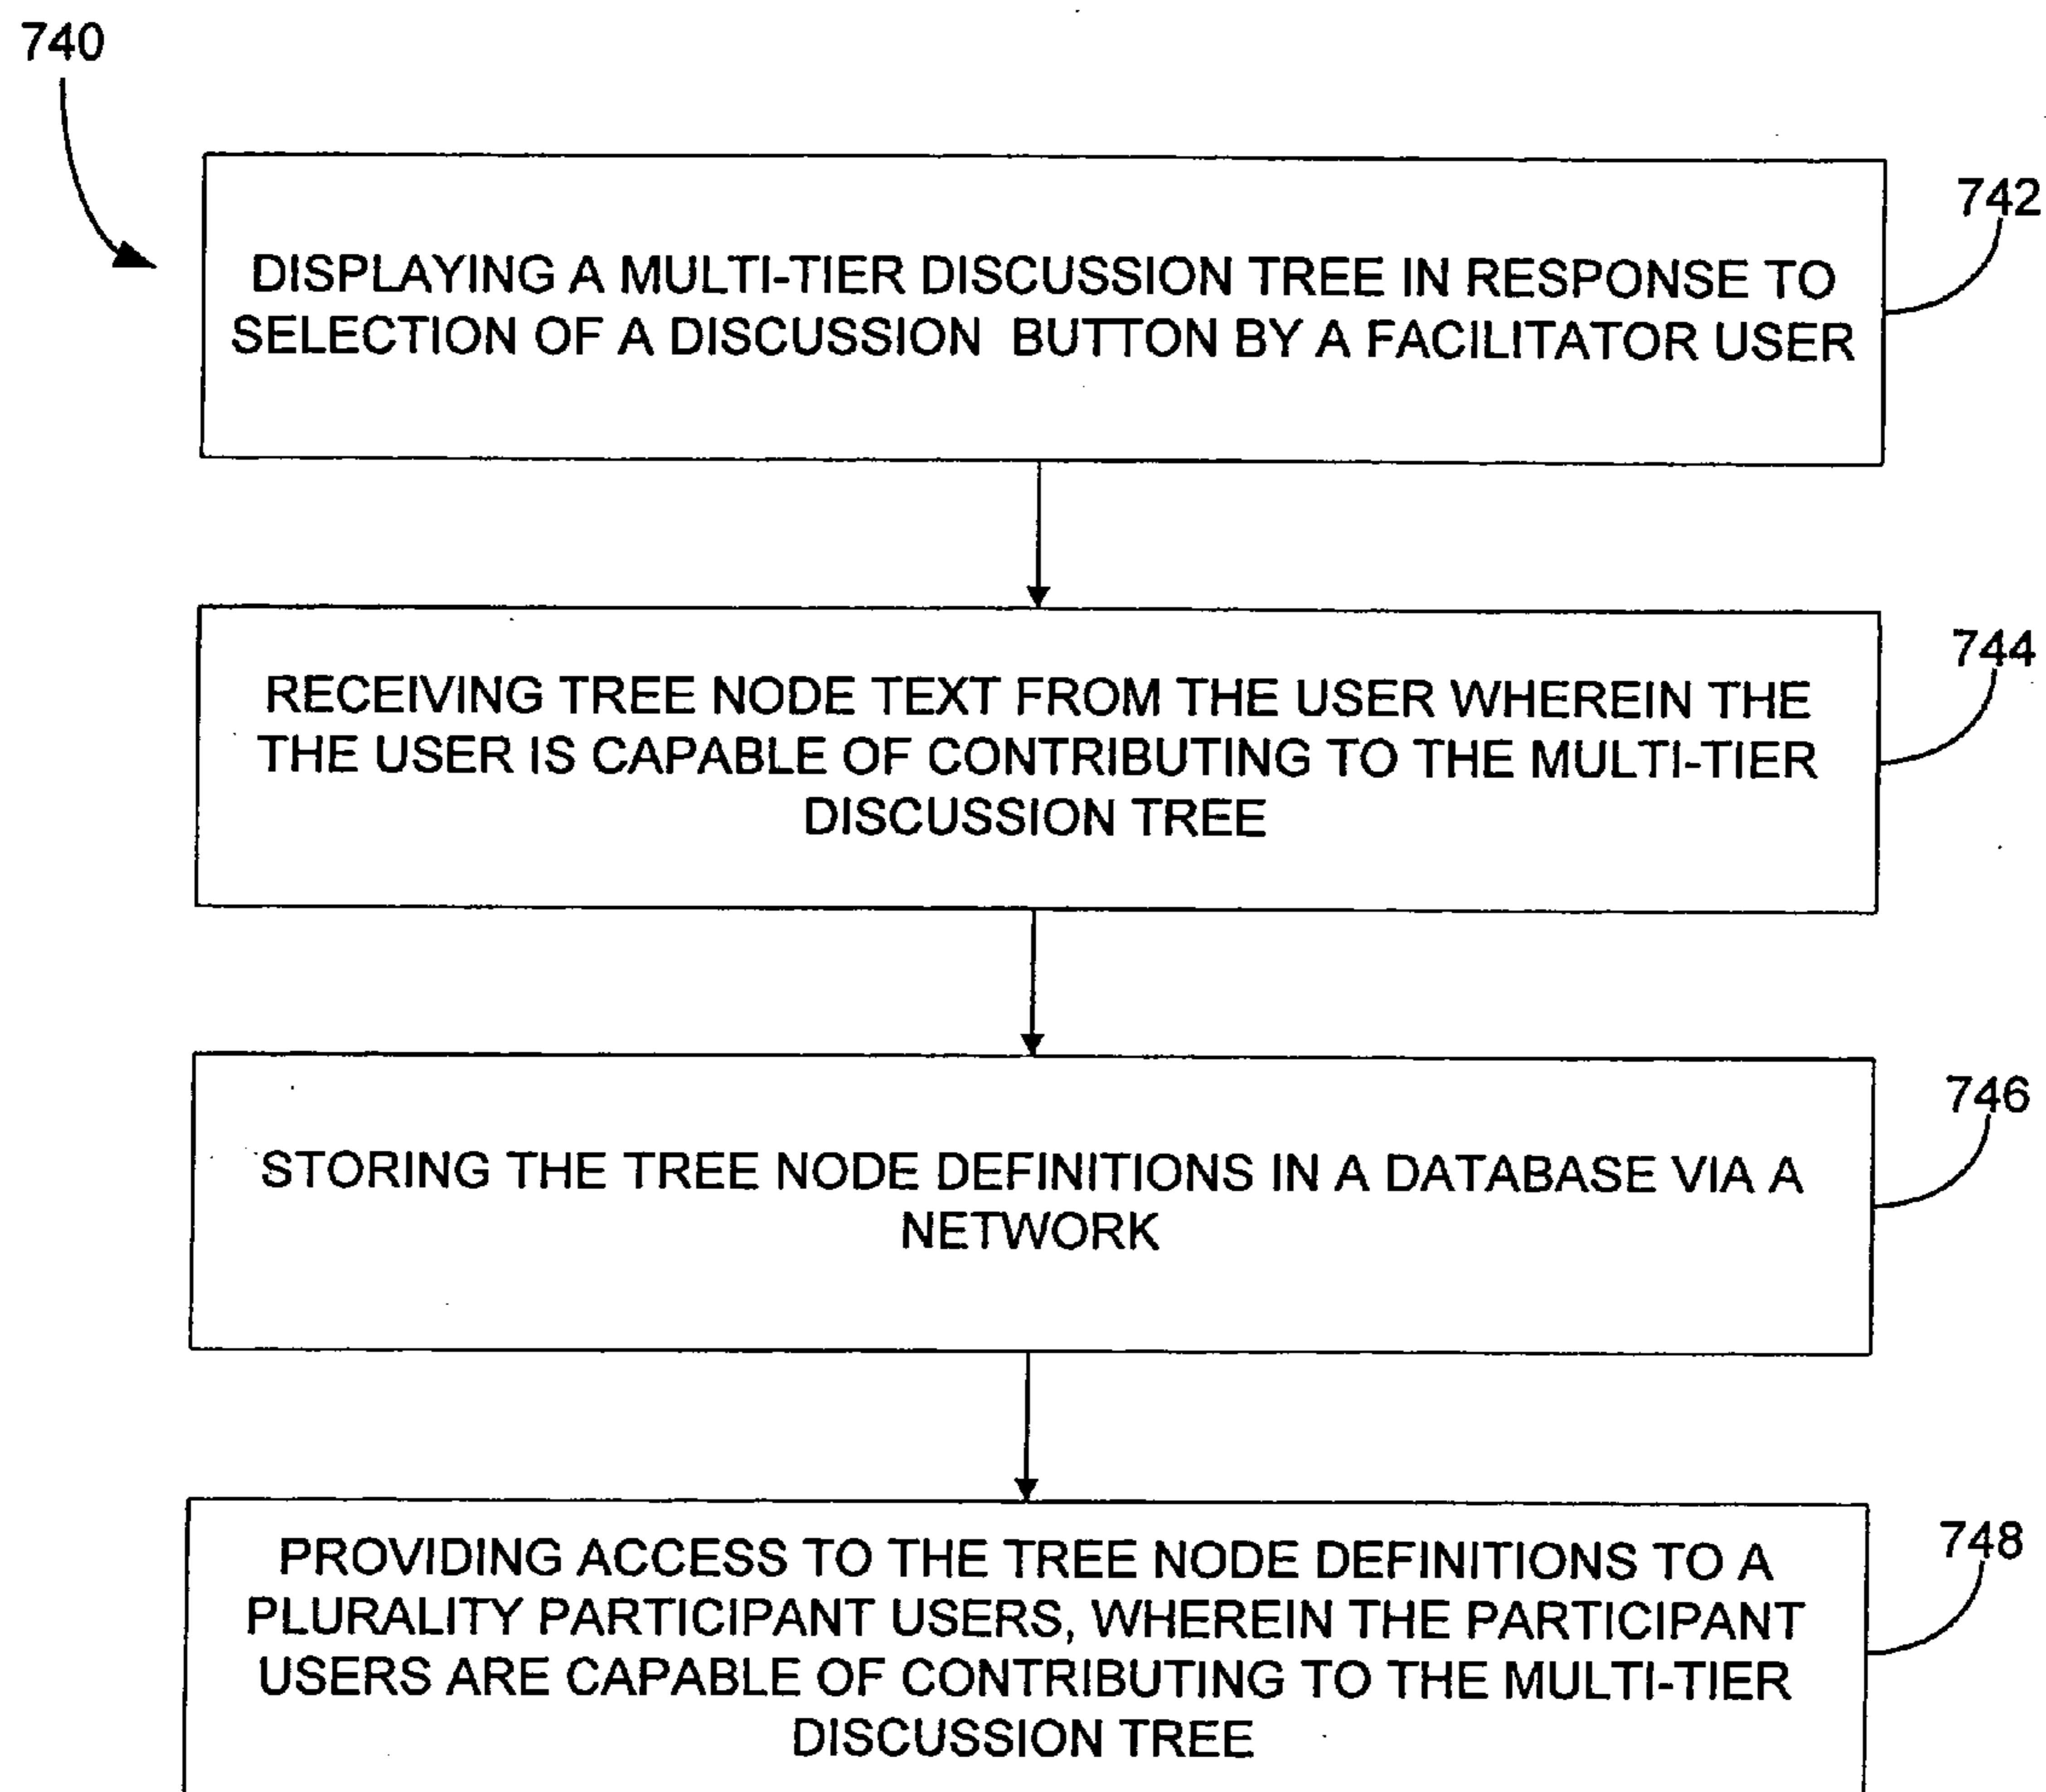 740
742
DISPLAYING A MULTI-TIER DISCUSSION TREE IN RESPONSE TO
SELECTION OF A DISCUSSION BUTTON BY A FACILITATOR USER
744
RECEIVING TREE NODE TEXT FROM THE USER WHEREIN THE
THE USER IS CAPABLE OF CONTRIBUTING TO THE MULTI-TIER
DISCUSSION TREE
746
STORING THE TREE NODE DEFINITIONS IN A DATABASE VIA A
NETWORK
748
PROVIDING ACCESS TO THE TREE NODE DEFINITIONS TO A
PLURALITY PARTICIPANT USERS, WHEREIN THE PARTICIPANT
USERS ARE CAPABLE OF CONTRIBUTING TO THE MULTI-TIER
DISCUSSION TREE